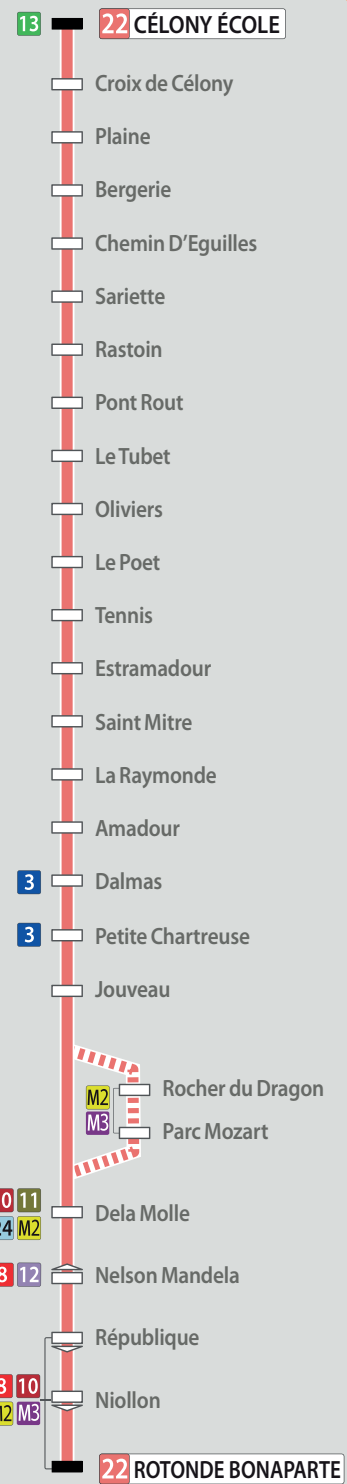 13 22 CÉLONY ÉCOLE
Croix de Célony
Plaine
Bergerie
Chemin D'Eguilles
Sariette
Rastoin
Pont Rout
Le Tubet
Oliviers
Le Poet
Tennis
Estramadour
Saint Mitre
La Raymonde
Amadour
3 Dalmas
3 Petite Chartreuse
Jouveau
M2 Rocher du Dragon
M3 Parc Mozart
11
M2
Dela Molle
12 Nelson Mandela
République
10
M3
Niollon
22 ROTONDE BONAPARTE